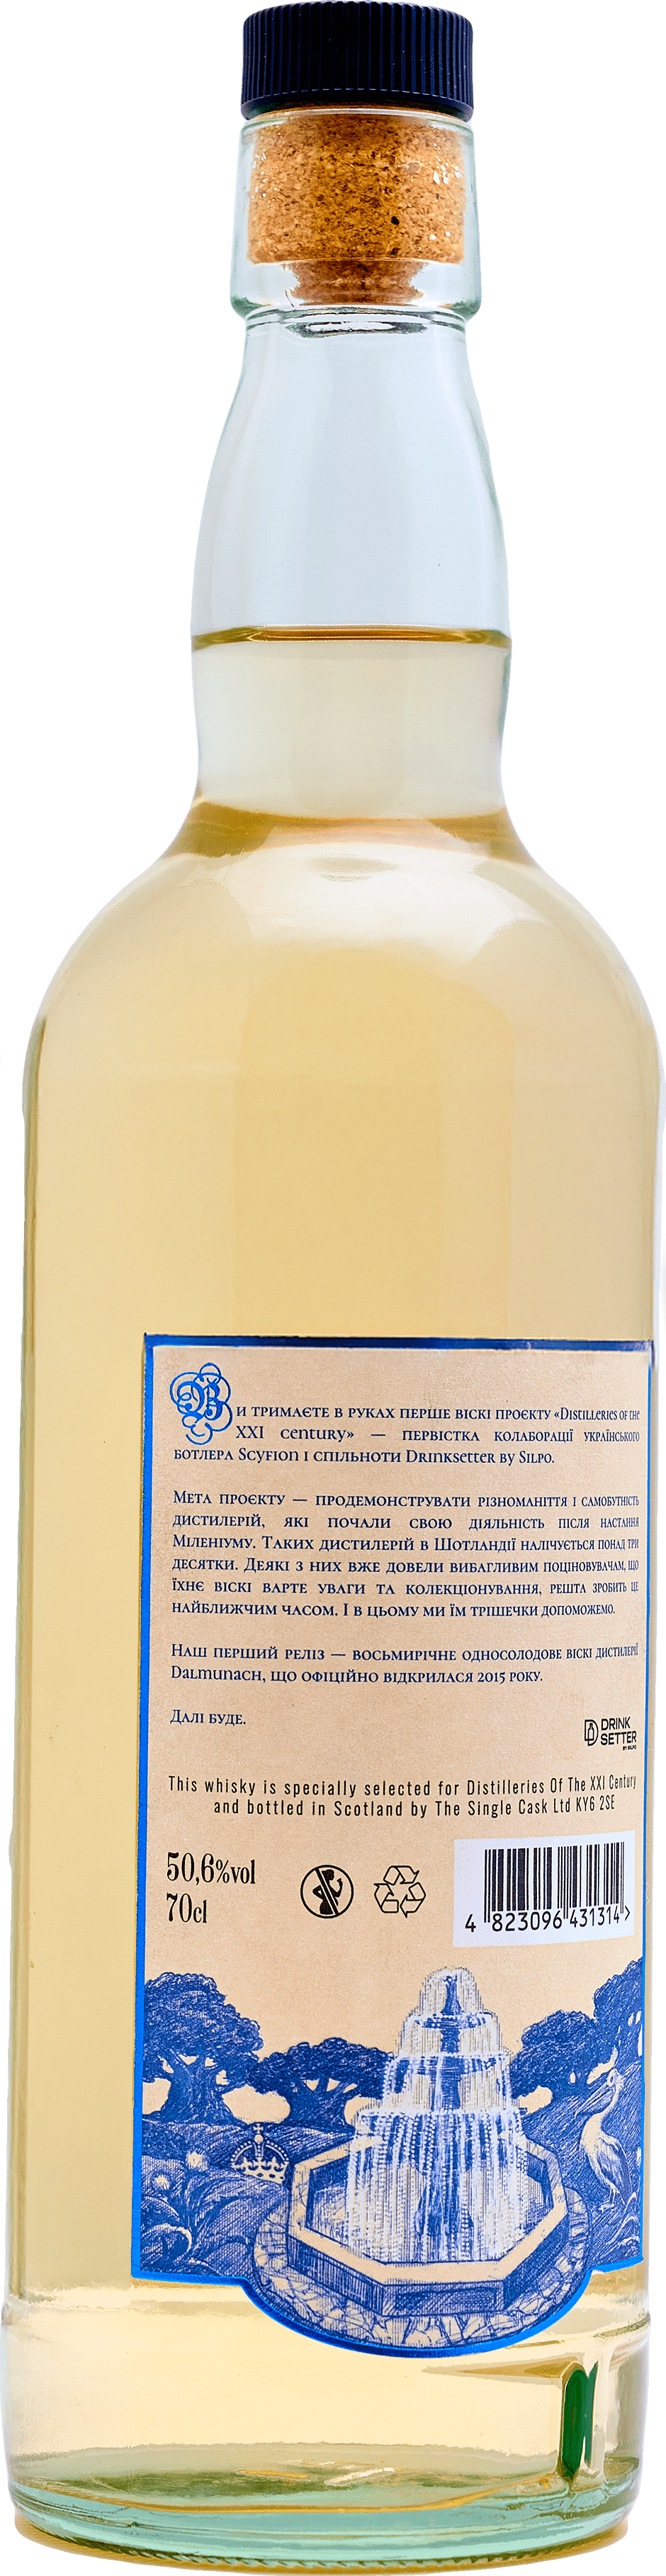 Ви тримаєте в руках перше віскі проєкту «Distilleries of the
XXI century» — первістка колаборації українського
ботлера Scyfion і спільноти Drinksetter by Silpo.
Мета проєкту — продемонструвати різноманіття і самобутність
дистилерій, які почали свою діяльність після настання
Міленіуму. Таких дистилерій в Шотландії налічується понад три
десятки. Деякі з них вже довели вибагливим поціновувачам, що
їхнє віскі варте уваги та колекціонування, решта зробить це
найближчим часом. І в цьому ми їм трішечки допоможемо.
Наш перший реліз — восьмирічне односолодове віскі дистилерії
Dalmunach, що офіційно відкрилася 2015 року.
Далі буде.
DRINK
SETTER
BY SILPO
This whisky is specially selected for Distilleries Of The XXI Century
and bottled in Scotland by The Single Cask Ltd KY6 2SE
50,6%vol
70cl
4 823096 431314 >